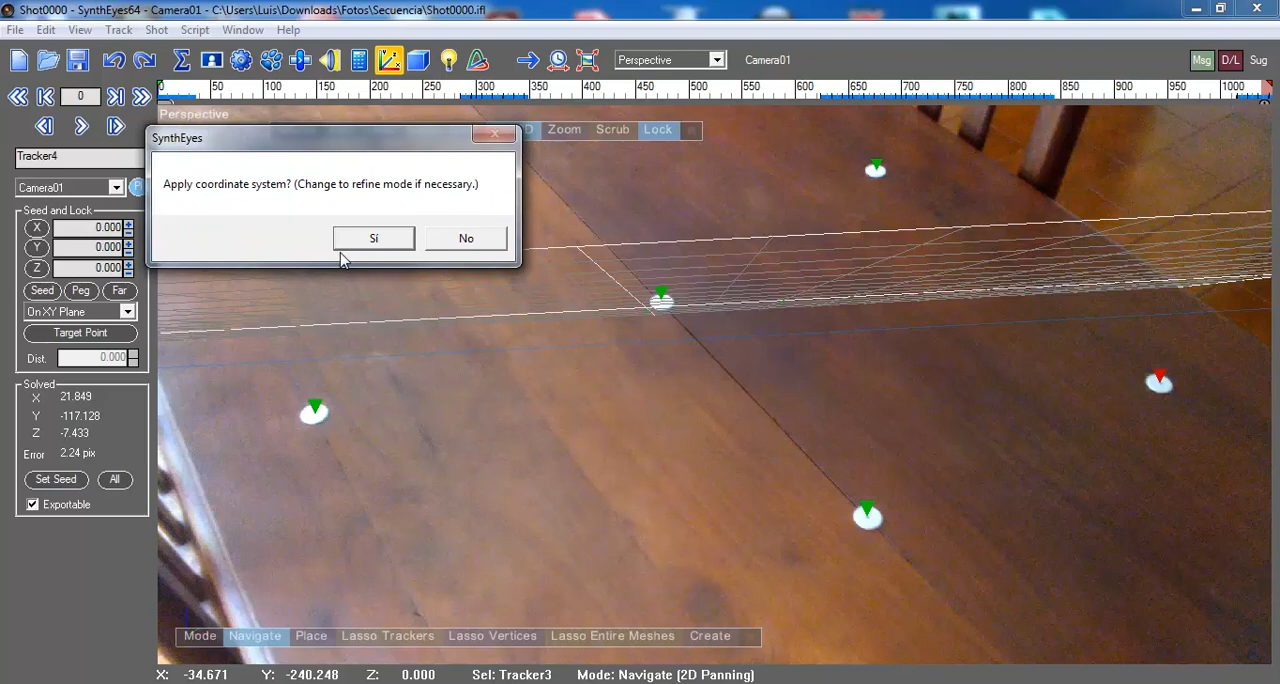 Shot0000 - SynthEyes64 - Camera01 - C:\Users\Luis\Downloads\Fotos\Secuencia\Shot0000.ifl
File Edit View Track Shot Script Window Help
Perspective Camera01 Msg D/L Sug
0
0 50 100 150 200 250 300 350 400 450 500 550 600 650 700 750 800 850 900 950 1000
Perspective
D Zoom Scrub Lock
SynthEyes
Apply coordinate system? (Change to refine mode if necessary.)
Sí No
Tracker4
Camera01 P
Seed and Lock
X 0.000
Y 0.000
Z 0.000
Seed Peg Far
On XY Plane
Target Point
Dist. 0.000
Solved
X 21.849
Y -117.128
Z -7.433
Error 2.24 pix
Set Seed All
Exportable
Mode Navigate Place Lasso Trackers Lasso Vertices Lasso Entire Meshes Create
X: -34.671 Y: -240.248 Z: 0.000 Sel: Tracker3 Mode: Navigate [2D Panning]